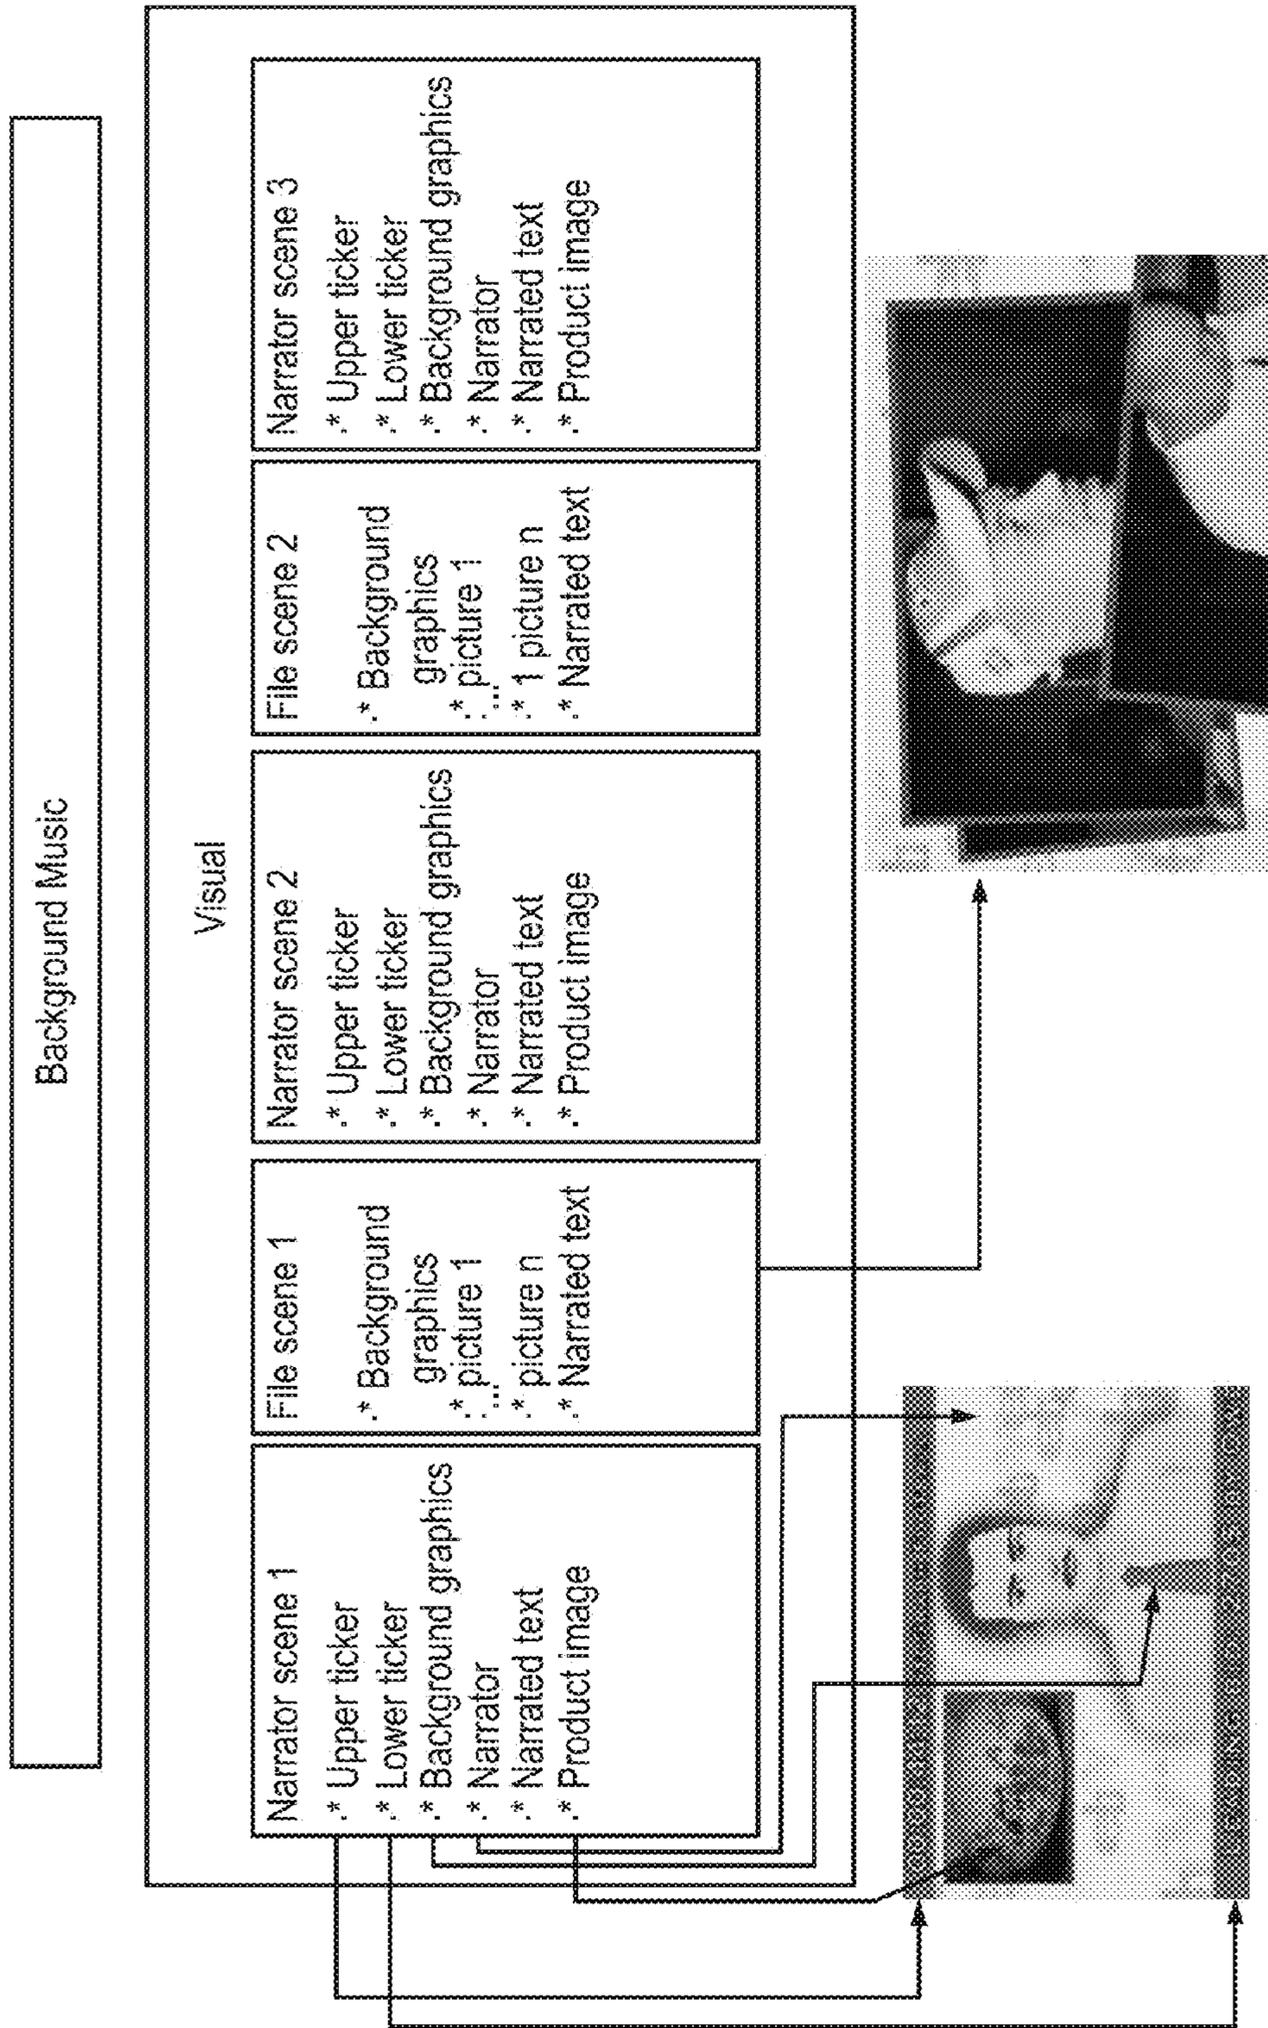 Background Music
Visual
Narrator scene 1
.* Upper ticker
.* Lower ticker
.* Background graphics
.* Narrator
.* Narrated text
.* Product image
File scene 1
.* Background
graphics
.* picture 1
:...
.* picture n
.* Narrated text
Narrator scene 2
.* Upper ticker
.* Lower ticker
.* Background graphics
.* Narrator
.* Narrated text
.* Product image
File scene 2
.* Background
graphics
.* picture 1
:...
.* 1 picture n
.* Narrated text
Narrator scene 3
.* Upper ticker
.* Lower ticker
.* Background graphics
.* Narrator
.* Narrated text
.* Product image